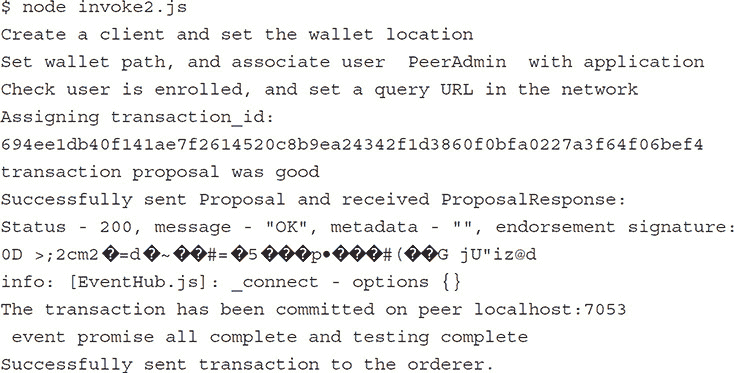 $ node invoke2.js
Create a client and set the wallet location
Set wallet path, and associate user  PeerAdmin  with application
Check user is enrolled, and set a query URL in the network
Assigning transaction_id:
694ee1db40f141ae7f2614520c8b9ea24342f1d3860f0bfa0227a3f64f06bef4
transaction proposal was good
Successfully sent Proposal and received ProposalResponse:
Status - 200, message - "OK", metadata - "", endorsement signature:
0D >;2cm2�=d�~��#=�5���p•���#(��G jU"iz@d
info: [EventHub.js]: _connect - options {}
The transaction has been committed on peer localhost:7053
 event promise all complete and testing complete
Successfully sent transaction to the orderer.